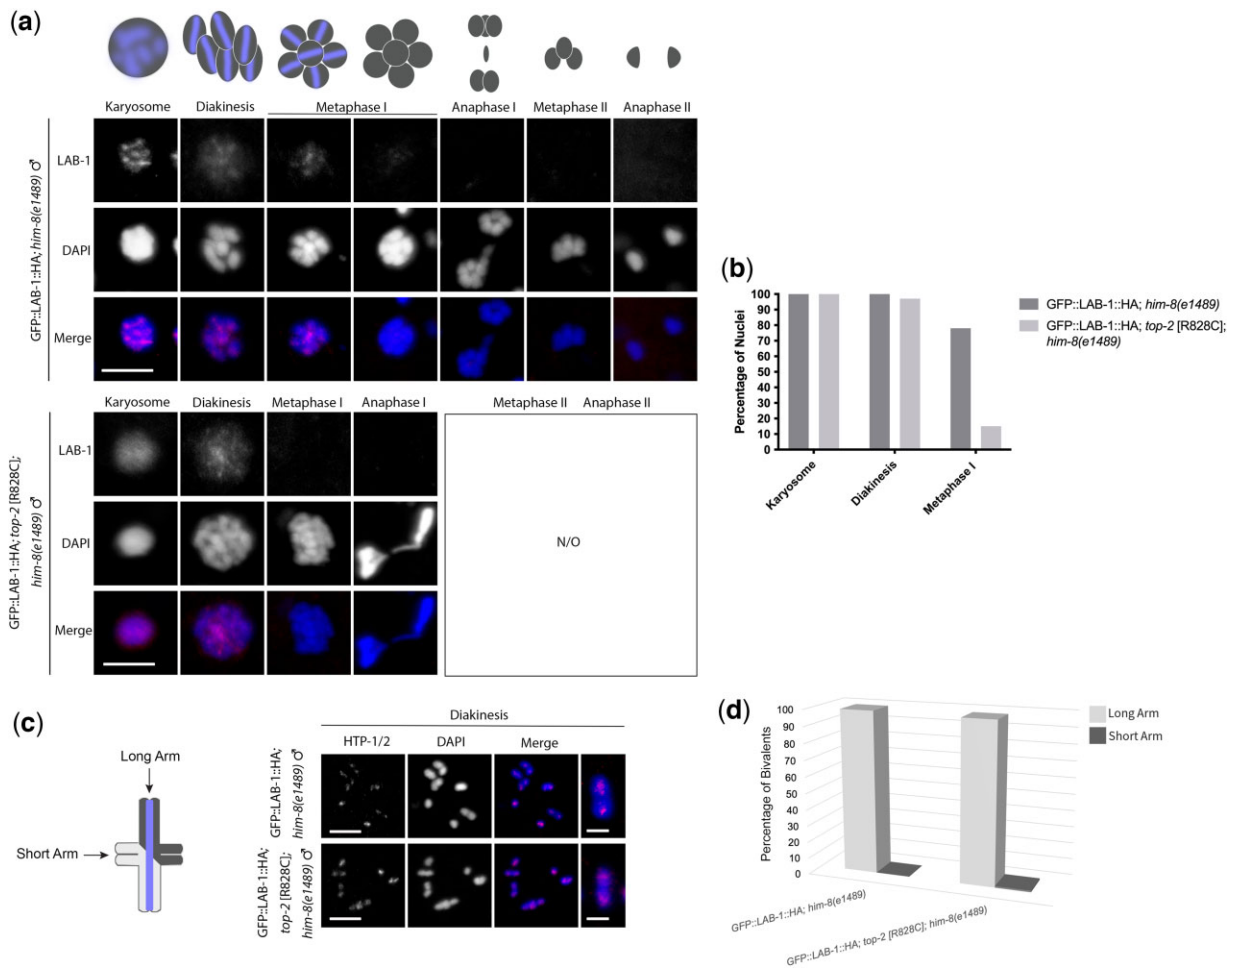 (a)
Karyosome Diakinesis Metaphase I Anaphase I Metaphase II Anaphase II
GFP::LAB-1::HA; him-8(e1489) ♂
LAB-1
DAPI
Merge
Karyosome Diakinesis Metaphase I Anaphase I Metaphase II Anaphase II
GFP::LAB-1::HA; top-2 [R828C];
him-8(e1489) ♂
LAB-1
DAPI
Merge
N/O
(b)
Percentage of Nuclei
100
90
80
70
60
50
40
30
20
10
0
Karyosome
Diakinesis
Metaphase I
GFP::LAB-1::HA; him-8(e1489)
GFP::LAB-1::HA; top-2 [R828C];
him-8(e1489)
(c)
Long Arm
Short Arm
Diakinesis
HTP-1/2 DAPI Merge
GFP::LAB-1::HA;
him-8(e1489) ♂
GFP::LAB-1::HA;
top-2 [R828C];
him-8(e1489) ♂
(d)
Percentage of Bivalents
100
90
80
70
60
50
40
30
20
10
0
GFP::LAB-1::HA; him-8(e1489)
GFP::LAB-1::HA; top-2 [R828C]; him-8(e1489)
Long Arm
Short Arm